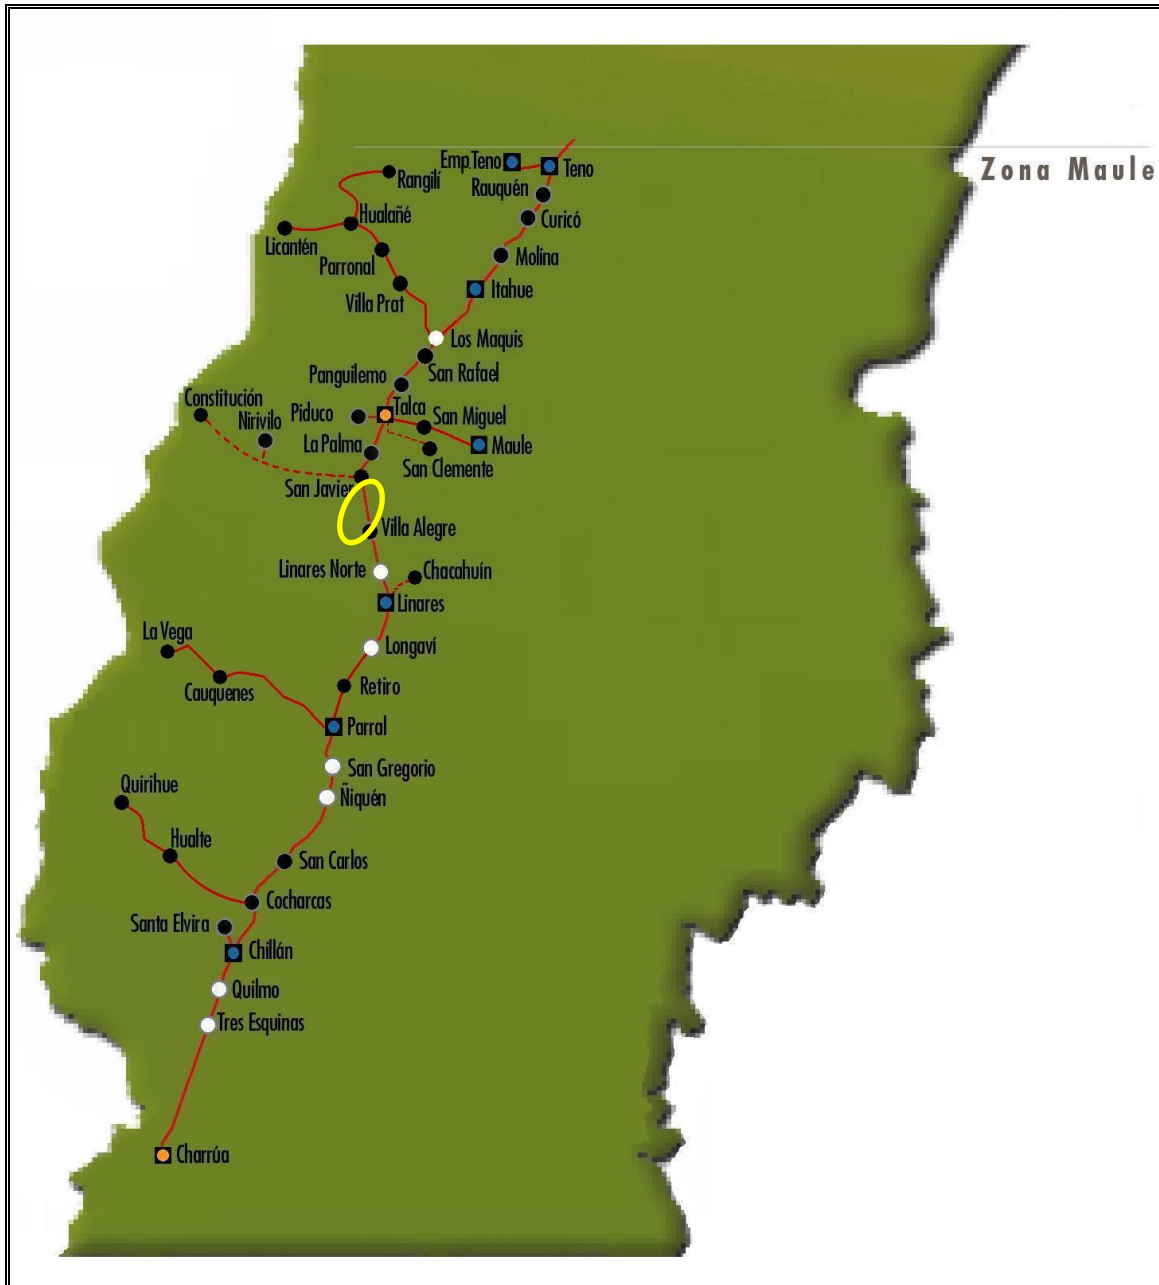 Emp.Teno
Teno
Zona Maule
Rangilí
Rauquén
Hualañé
Curicó
Licantén
Molina
Parronal
Itahue
Villa Prat
Los Maquis
San Rafael
Panguilemo
Constitución
Talca
Piduco
San Miguel
Nirivilo
La Palma
Maule
San Clemente
San Javier
Villa Alegre
Linares Norte
Chacahuín
Linares
La Vega
Longaví
Retiro
Cauquenes
Parral
San Gregorio
Quirihue
Ñiquén
Hualte
San Carlos
Cocharcas
Santa Elvira
Chillán
Quilmo
Tres Esquinas
Charrúa